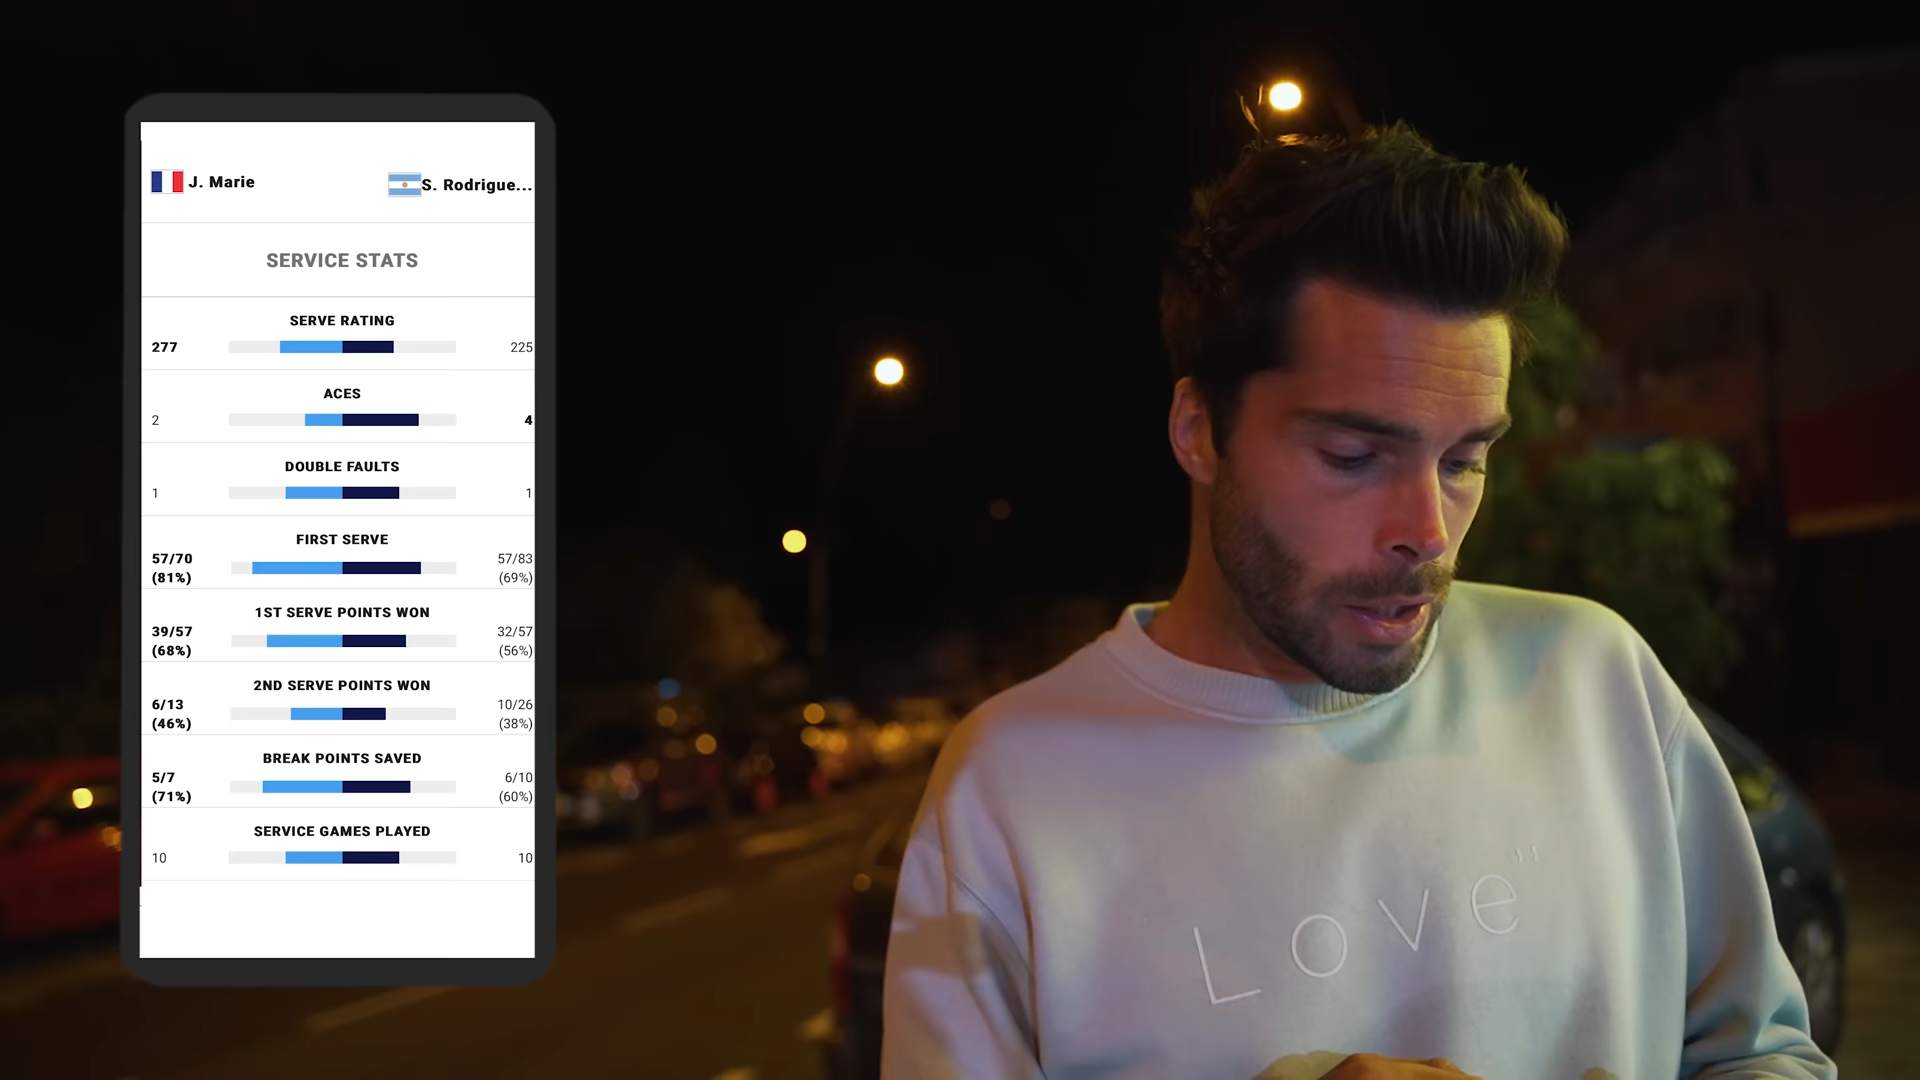 J. Marie
S. Rodrigue...
SERVICE STATS
SERVE RATING
277
225
ACES
2
4
DOUBLE FAULTS
1
1
FIRST SERVE
57/70
(81%)
57/83
(69%)
1ST SERVE POINTS WON
39/57
(68%)
32/57
(56%)
2ND SERVE POINTS WON
6/13
(46%)
10/26
(38%)
BREAK POINTS SAVED
5/7
(71%)
6/10
(60%)
SERVICE GAMES PLAYED
10
10
Love"